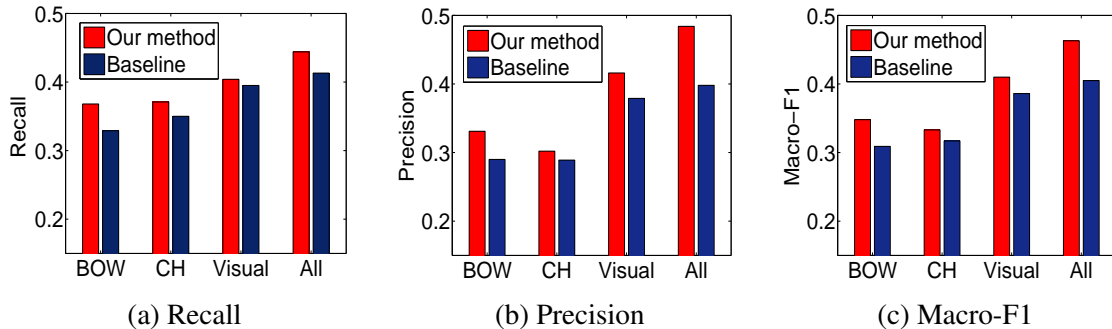 0.5
0.4
0.3
0.2
Recall
Our method
Baseline
BOW CH Visual All
(a) Recall
0.5
0.4
0.3
0.2
Precision
Our method
Baseline
BOW CH Visual All
(b) Precision
0.5
0.4
0.3
0.2
Macro−F1
Our method
Baseline
BOW CH Visual All
(c) Macro-F1